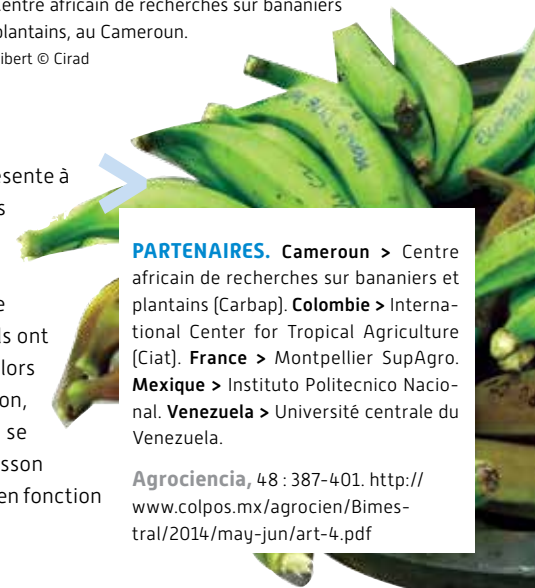 entre africain de recherches sur bananiers
plantains, au Cameroun.
ibert © Cirad
ésente à
s
e
ls ont
lors
on,
se
sson
en fonction
PARTENAIRES. Cameroun > Centre
africain de recherches sur bananiers et
plantains (Carbap). Colombie > Interna-
tional Center for Tropical Agriculture
(Ciat). France > Montpellier SupAgro.
Mexique > Instituto Politecnico Nacio-
nal. Venezuela > Université centrale du
Venezuela.
Agrociencia, 48 : 387-401. http://
www.colpos.mx/agrocien/Bimes-
tral/2014/may-jun/art-4.pdf